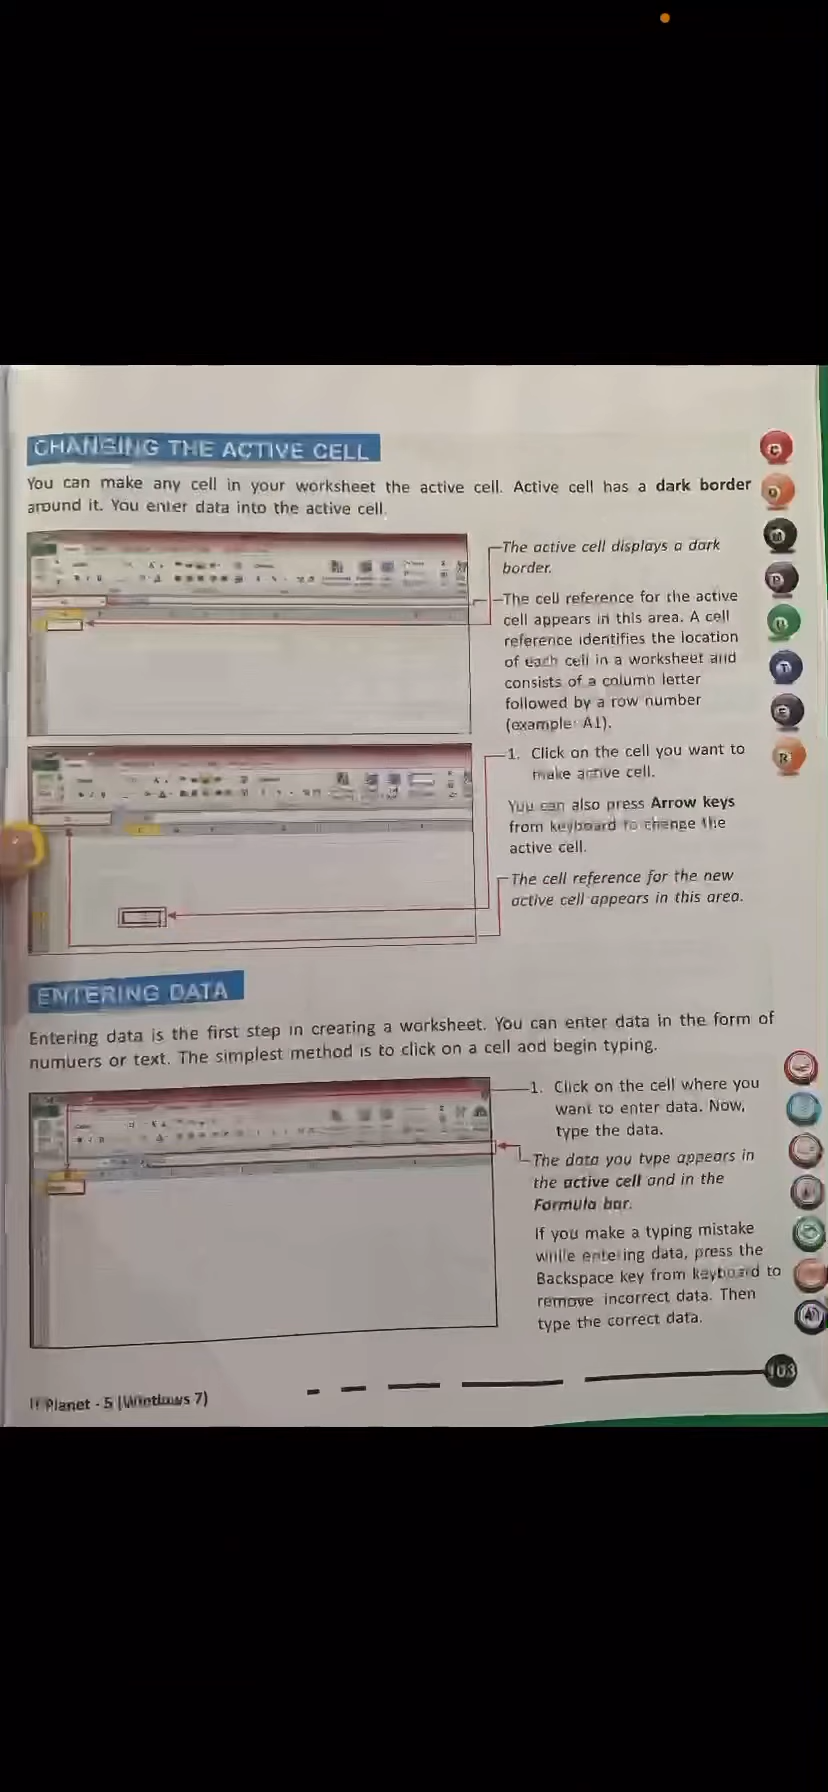 CHANGING THE ACTIVE CELL
You can make any cell in your worksheet the active cell. Active cell has a dark border
around it. You enter data into the active cell.
The active cell displays a dark
border.
The cell reference for the active
cell appears in this area. A cell
reference identifies the location
of each cell in a worksheet and
consists of a column letter
followed by a row number
(example: A1).
1. Click on the cell you want to
make active cell.
You can also press Arrow keys
from keyboard to change the
active cell.
The cell reference for the new
active cell appears in this area.
C
O
M
P
U
T
E
R
ENTERING DATA
Entering data is the first step in creating a worksheet. You can enter data in the form of
numbers or text. The simplest method is to click on a cell and begin typing.
1. Click on the cell where you
want to enter data. Now,
type the data.
The data you type appears in
the active cell and in the
Formula bar.
If you make a typing mistake
while entering data, press the
Backspace key from keyboard to
remove incorrect data. Then
type the correct data.
IT Planet - 5 (Windows 7)
103